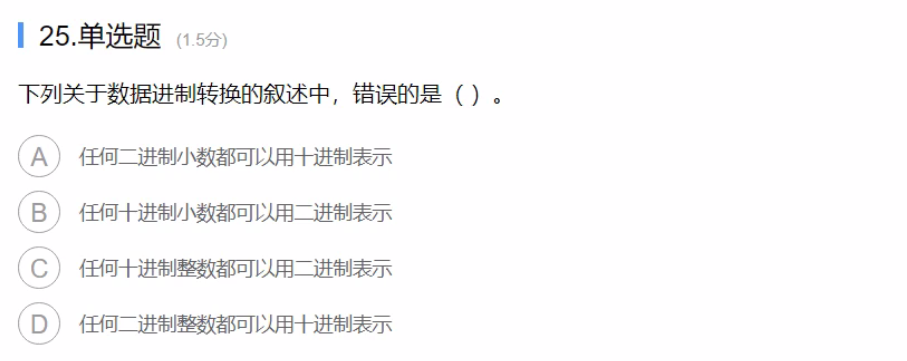 25.单选题 (1.5分)
下列关于数据进制转换的叙述中，错误的是（ ）。
A 任何二进制小数都可以用十进制表示
B 任何十进制小数都可以用二进制表示
C 任何十进制整数都可以用二进制表示
D 任何二进制整数都可以用十进制表示